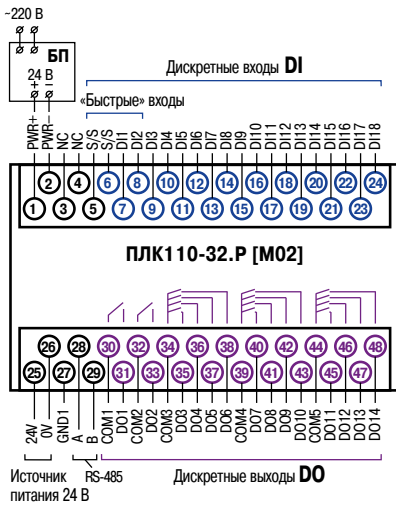 ~220 В
БП
24 В
+ –
Дискретные входы DI
«Быстрые» входы
PWR+
PWR–
NC
NC
S/S
S/S
DI1
DI2
DI3
DI4
DI5
DI6
DI7
DI8
DI9
DI10
DI11
DI12
DI13
DI14
DI15
DI16
DI17
DI18
2 4 6 8 10 12 14 16 18 20 22 24
1 3 5 7 9 11 13 15 17 19 21 23
ПЛК110-32.Р [М02]
26 28 30 32 34 36 38 40 42 44 46 48
25 27 29 31 33 35 37 39 41 43 45 47
24V
0V
GND1
A
B
COM1
DO1
COM2
DO2
COM3
DO3
DO4
DO5
DO6
COM4
DO7
DO8
DO9
DO10
COM5
DO11
DO12
DO13
DO14
Источник
питания 24 В
RS-485
Дискретные выходы DO